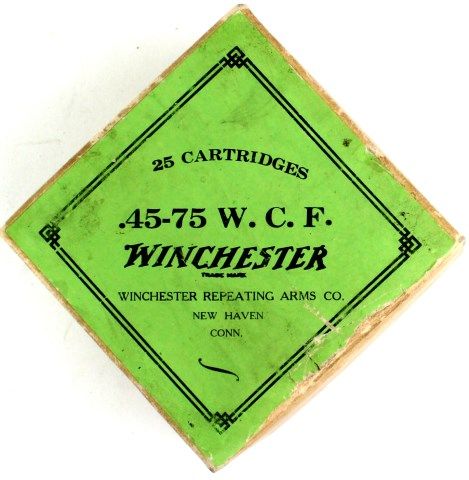 25 CARTRIDGES
.45-75 W. C. F.
WINCHESTER
TRADE MARK
WINCHESTER REPEATING ARMS CO.
NEW HAVEN
CONN.